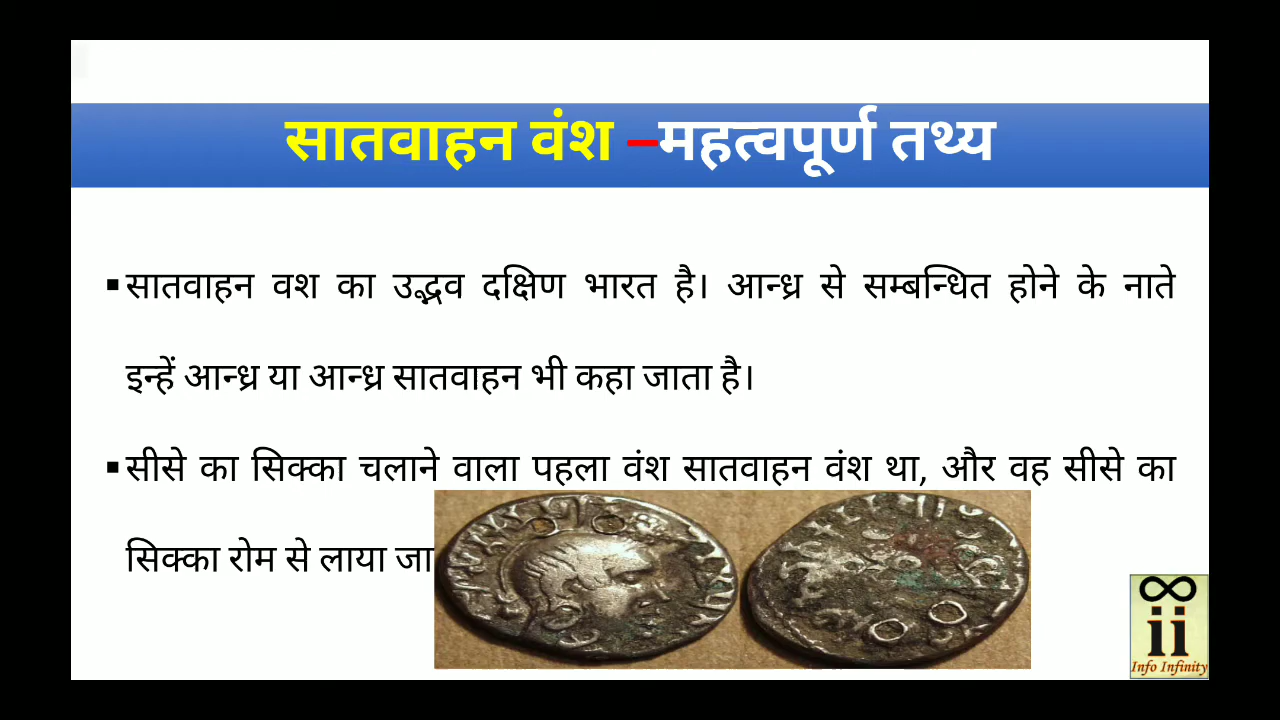 सातवाहन वंश –महत्वपूर्ण तथ्य
▪सातवाहन वश का उद्भव दक्षिण भारत है। आन्ध्र से सम्बन्धित होने के नाते
इन्हें आन्ध्र या आन्ध्र सातवाहन भी कहा जाता है।
▪सीसे का सिक्का चलाने वाला पहला वंश सातवाहन वंश था, और वह सीसे का
सिक्का रोम से लाया जा
ii
Info Infinity